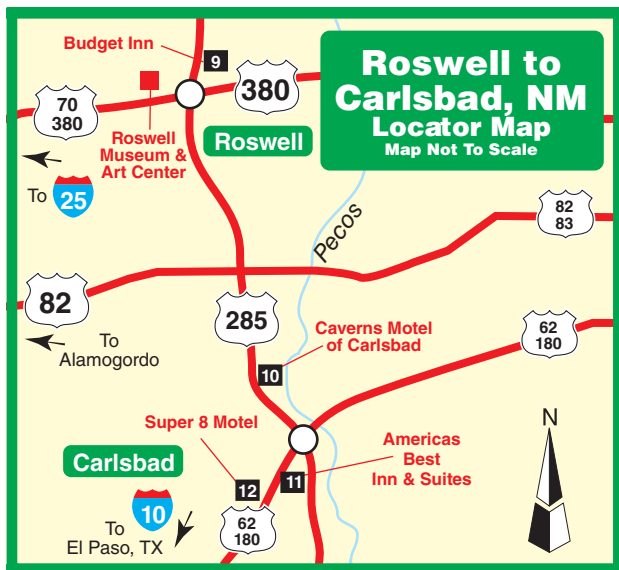 Roswell to
Carlsbad, NM
Locator Map
Map Not To Scale
Budget Inn
9
380
70
380
Roswell
Museum &
Art Center
Roswell
To
25
Pecos
82
83
82
To
Alamogordo
285
62
180
Caverns Motel
of Carlsbad
10
Super 8 Motel
Americas
Best
Inn & Suites
N
Carlsbad
12
11
10
62
180
To
El Paso, TX